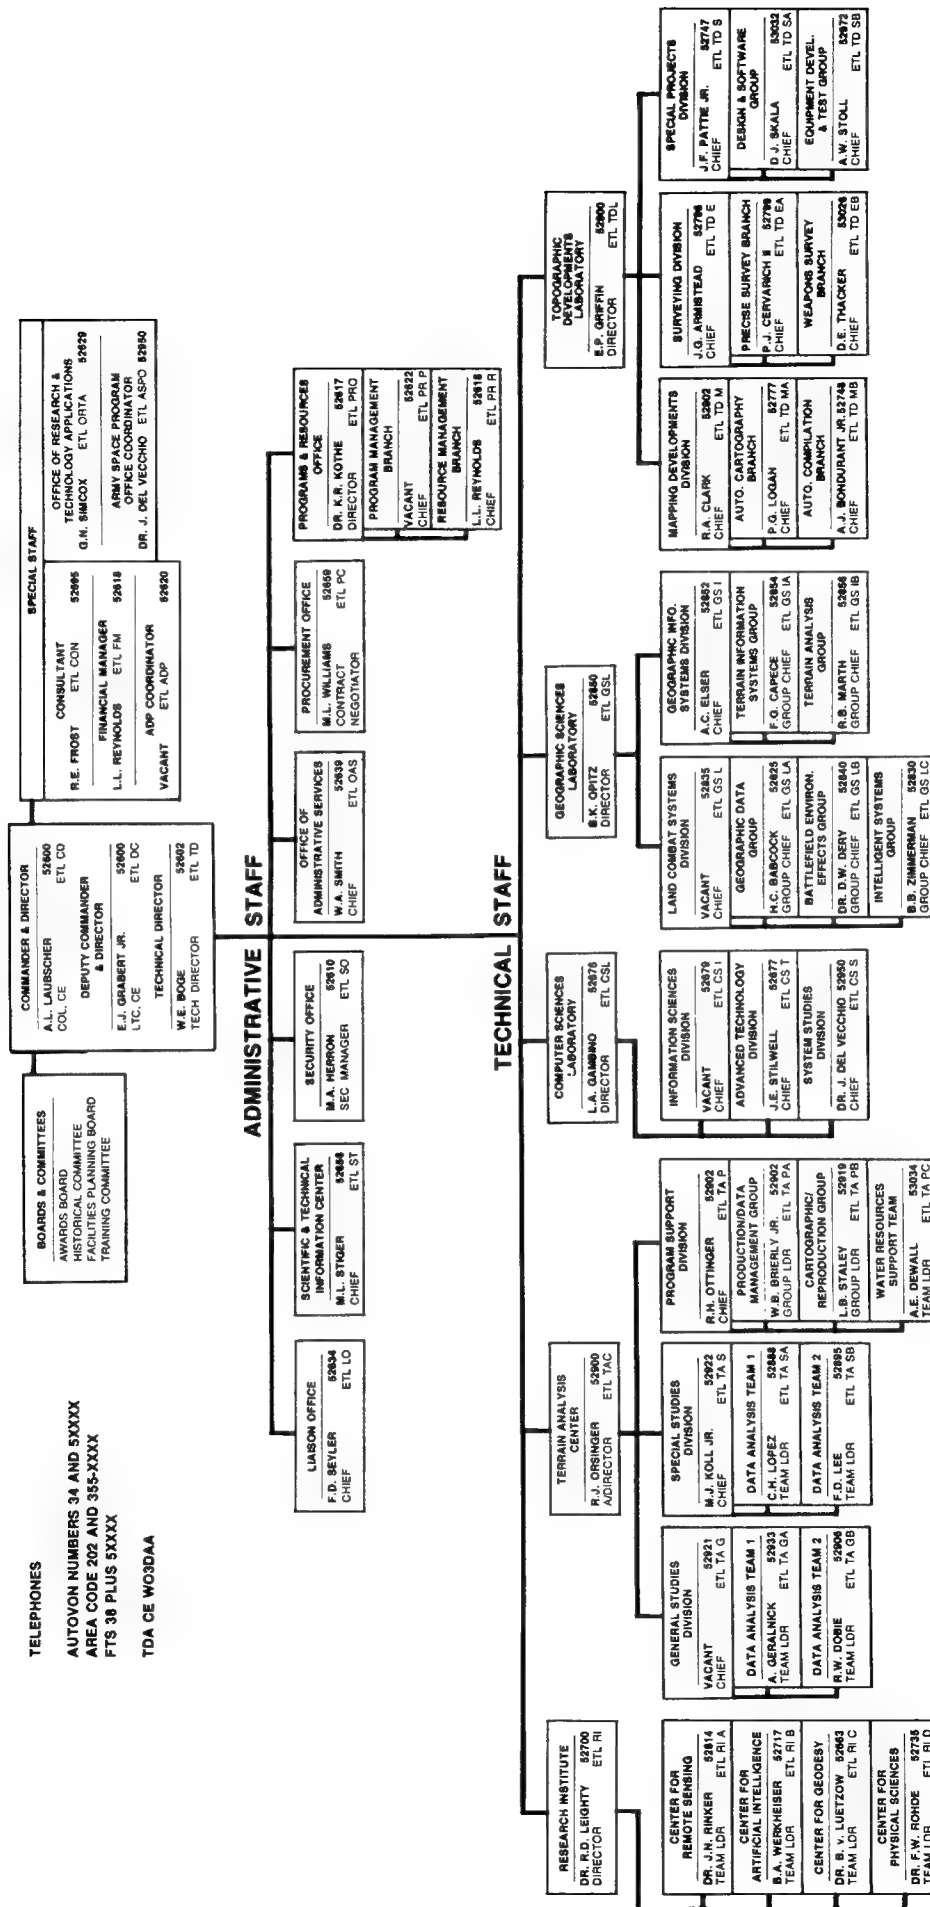 TELEPHONES
AUTOVON NUMBERS 34 AND 5XXXX
AREA CODE 202 AND 355-XXXX
FTS 38 PLUS 5XXXX
TDA CE WO3DAA
BOARDS & COMMITTEES
AWARDS BOARD
HISTORICAL COMMITTEE
FACILITIES PLANNING BOARD
TRAINING COMMITTEE
COMMANDER & DIRECTOR
A.L. LAUBSCHER 52600
COL, CE ETL CD
DEPUTY COMMANDER
& DIRECTOR
E.J. GRABERT JR. 52600
LTC, CE ETL DC
TECHNICAL DIRECTOR
W.E. BOGE 52602
TECH DIRECTOR ETL TD
SPECIAL STAFF
CONSULTANT
R.E. FROST ETL CON 52695
FINANCIAL MANAGER
L.L. REYNOLDS ETL FM 52618
ADP COORDINATOR
VACANT ETL ADP 52620
OFFICE OF RESEARCH &
TECHNOLOGY APPLICATIONS
G.N. SIMCOX ETL ORTA 52629
ARMY SPACE PROGRAM
OFFICE COORDINATOR
DR. J. DEL VECCHIO ETL ASPO 52950
ADMINISTRATIVE STAFF
LIAISON OFFICE
F.D. SEYLER 52634
CHIEF ETL LO
SCIENTIFIC & TECHNICAL
INFORMATION CENTER
M.L. STIGER 52656
CHIEF ETL ST
SECURITY OFFICE
M.A. HERRON 52610
SEC MANAGER ETL SO
OFFICE OF
ADMINISTRATIVE SERVICES
W.A. SMITH 52639
CHIEF ETL OAS
PROCUREMENT OFFICE
M.L. WILLIAMS 52659
CONTRACT ETL PC
NEGOTIATOR
PROGRAMS & RESOURCES
OFFICE
DR. K.R. KOTHE 52617
DIRECTOR ETL PRO
PROGRAM MANAGEMENT
BRANCH
VACANT 52622
CHIEF ETL PR P
RESOURCE MANAGEMENT
BRANCH
L.L. REYNOLDS 52618
CHIEF ETL PR R
TECHNICAL STAFF
RESEARCH INSTITUTE
DR. R.D. LEIGHTY 52700
DIRECTOR ETL RI
CENTER FOR
REMOTE SENSING
DR. J.N. RINKER 52614
TEAM LDR ETL RI A
CENTER FOR
ARTIFICIAL INTELLIGENCE
B.A. WERKHEISER 52717
TEAM LDR ETL RI B
CENTER FOR GEODESY
DR. B. v. LUETZOW 52663
TEAM LDR ETL RI C
CENTER FOR
PHYSICAL SCIENCES
DR. F.W. ROHDE 52735
TEAM LDR ETL RI D
TERRAIN ANALYSIS
CENTER
R.J. ORSINGER 52900
A/DIRECTOR ETL TAC
GENERAL STUDIES
DIVISION
VACANT 52921
CHIEF ETL TA G
DATA ANALYSIS TEAM 1
A. GERALNICK 52933
TEAM LDR ETL TA GA
DATA ANALYSIS TEAM 2
R.W. DOBIE 52906
TEAM LDR ETL TA GB
SPECIAL STUDIES
DIVISION
M.J. KOLL JR. 52922
CHIEF ETL TA S
DATA ANALYSIS TEAM 1
C.H. LOPEZ
TEAM LDR ETL TA SA
DATA ANALYSIS TEAM 2
F.D. LEE 52895
TEAM LDR ETL TA SB
PROGRAM SUPPORT
DIVISION
R.H. OTTINGER 52902
CHIEF ETL TA P
PRODUCTION/DATA
MANAGEMENT GROUP
W.B. BRIERLY JR. 52902
GROUP LDR ETL TA PA
CARTOGRAPHIC/
REPRODUCTION GROUP
L.B. STALEY 52919
GROUP LDR ETL TA PB
WATER RESOURCES
SUPPORT TEAM
A.E. DEWALL 53034
TEAM LDR ETL TA PC
COMPUTER SCIENCES
LABORATORY
L.A. GAMBINO 52675
DIRECTOR ETL CSL
INFORMATION SCIENCES
DIVISION
VACANT 52679
CHIEF ETL CS I
ADVANCED TECHNOLOGY
DIVISION
J.E. STILWELL 52677
CHIEF ETL CS T
SYSTEM STUDIES
DIVISION
DR. J. DEL VECCHIO 52950
CHIEF ETL CS S
GEOGRAPHIC SCIENCES
LABORATORY
B.K. OPITZ 52850
DIRECTOR ETL GSL
LAND COMBAT SYSTEMS
DIVISION
VACANT 52835
CHIEF ETL GS L
GEOGRAPHIC DATA
GROUP
H.C. BABCOCK 52825
GROUP CHIEF ETL GS LA
BATTLEFIELD ENVIRON.
EFFECTS GROUP
DR. D.W. DERY 52840
GROUP CHIEF ETL GS LB
INTELLIGENT SYSTEMS
GROUP
B.B. ZIMMERMAN 52830
GROUP CHIEF ETL GS LC
GEOGRAPHIC INFO.
SYSTEMS DIVISION
A.C. ELSER 52852
CHIEF ETL GS I
TERRAIN INFORMATION
SYSTEMS GROUP
F.G. CAPECE 52854
GROUP CHIEF ETL GS IA
TERRAIN ANALYSIS
GROUP
R.B. MARTH 52856
GROUP CHIEF ETL GS IB
TOPOGRAPHIC
DEVELOPMENTS
LABORATORY
E.P. GRIFFIN 52800
DIRECTOR ETL TDL
MAPPING DEVELOPMENTS
DIVISION
R.A. CLARK 52802
CHIEF ETL TD M
AUTO. CARTOGRAPHY
BRANCH
P.G. LOGAN 52777
CHIEF ETL TD MA
AUTO. COMPILATION
BRANCH
A.J. BONDURANT JR. 52748
CHIEF ETL TD MB
SURVEYING DIVISION
J.G. ARMISTEAD 52766
CHIEF ETL TD E
PRECISE SURVEY BRANCH
P.J. CERVARICH II
CHIEF ETL TD EA
WEAPONS SURVEY
BRANCH
D.E. THACKER 53026
CHIEF ETL TD EB
SPECIAL PROJECTS
DIVISION
J.F. PATTIE JR. 52747
CHIEF ETL TD S
DESIGN & SOFTWARE
GROUP
D.J. SKALA 53032
CHIEF ETL TD SA
EQUIPMENT DEVEL.
& TEST GROUP
A.W. STOLL 52972
CHIEF ETL TD SB